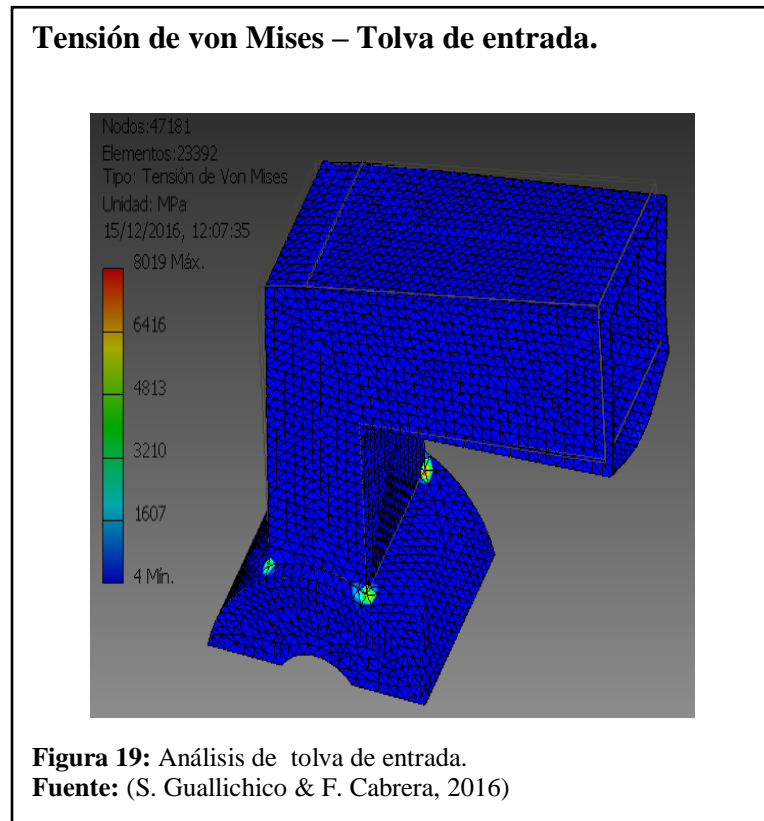 Tensión de von Mises – Tolva de entrada.
Nodos:47181
Elementos:23392
Tipo: Tensión de Von Mises
Unidad: MPa
15/12/2016, 12:07:35
8019 Máx.
6416
4813
3210
1607
4 Mín.
Figura 19: Análisis de tolva de entrada.
Fuente: (S. Guallichico & F. Cabrera, 2016)